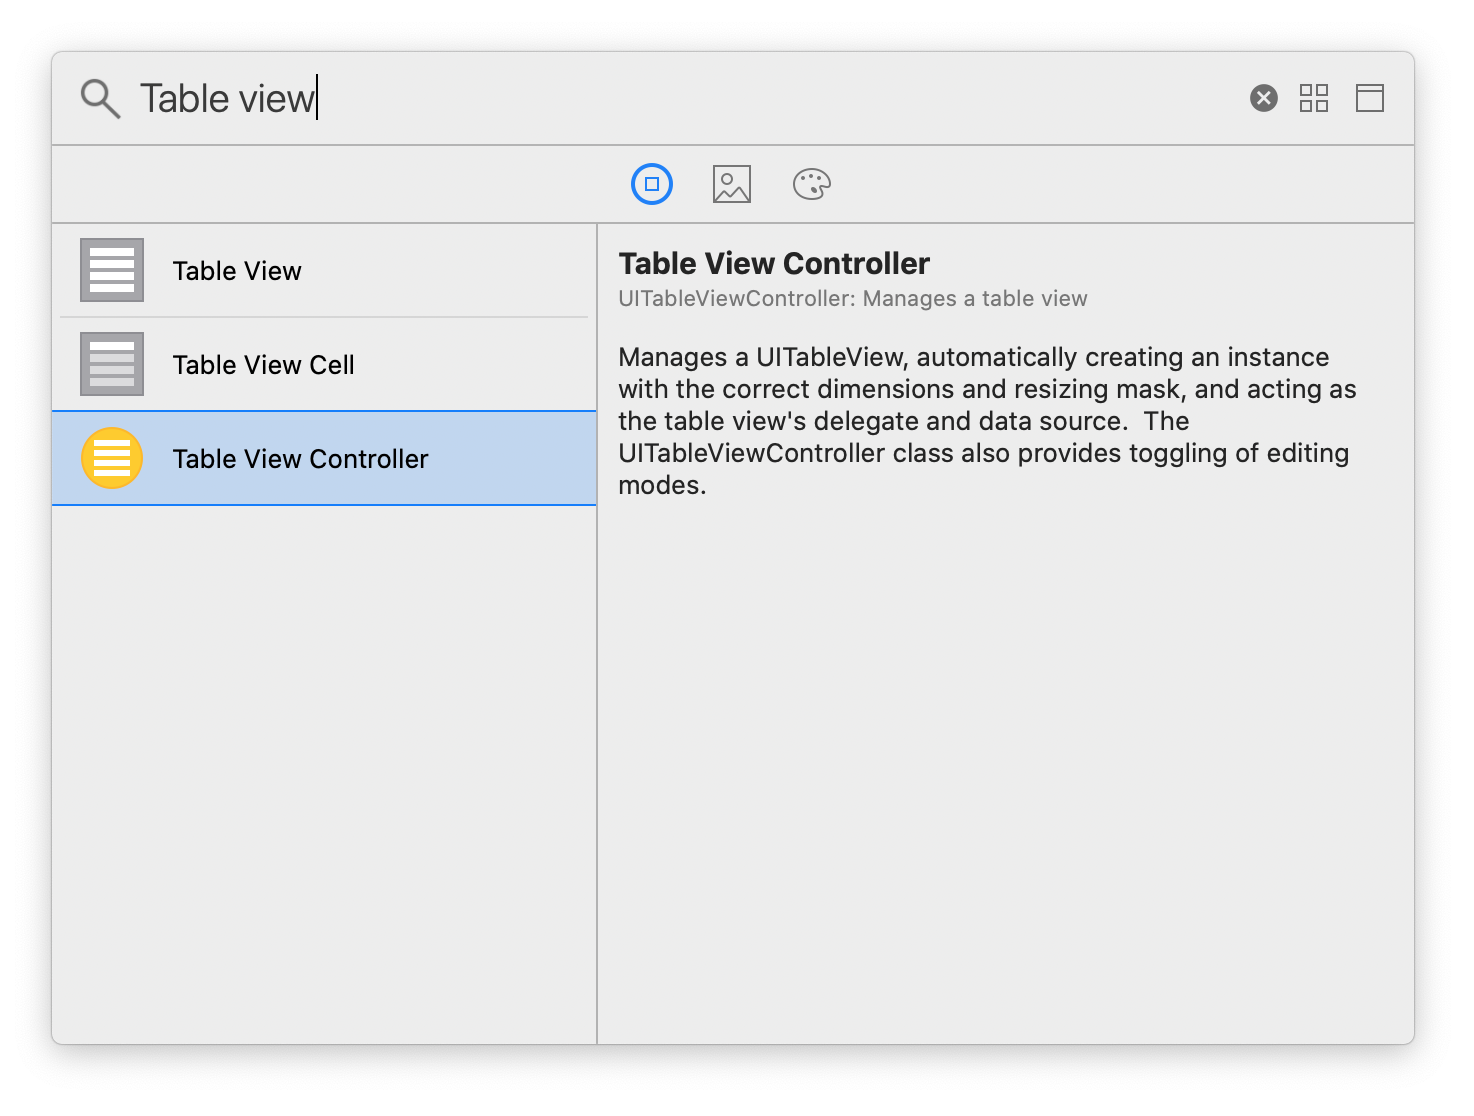 Table view
Table View
Table View Cell
Table View Controller
Table View Controller
UITableViewController: Manages a table view
Manages a UITableView, automatically creating an instance
with the correct dimensions and resizing mask, and acting as
the table view's delegate and data source.  The
UITableViewController class also provides toggling of editing
modes.